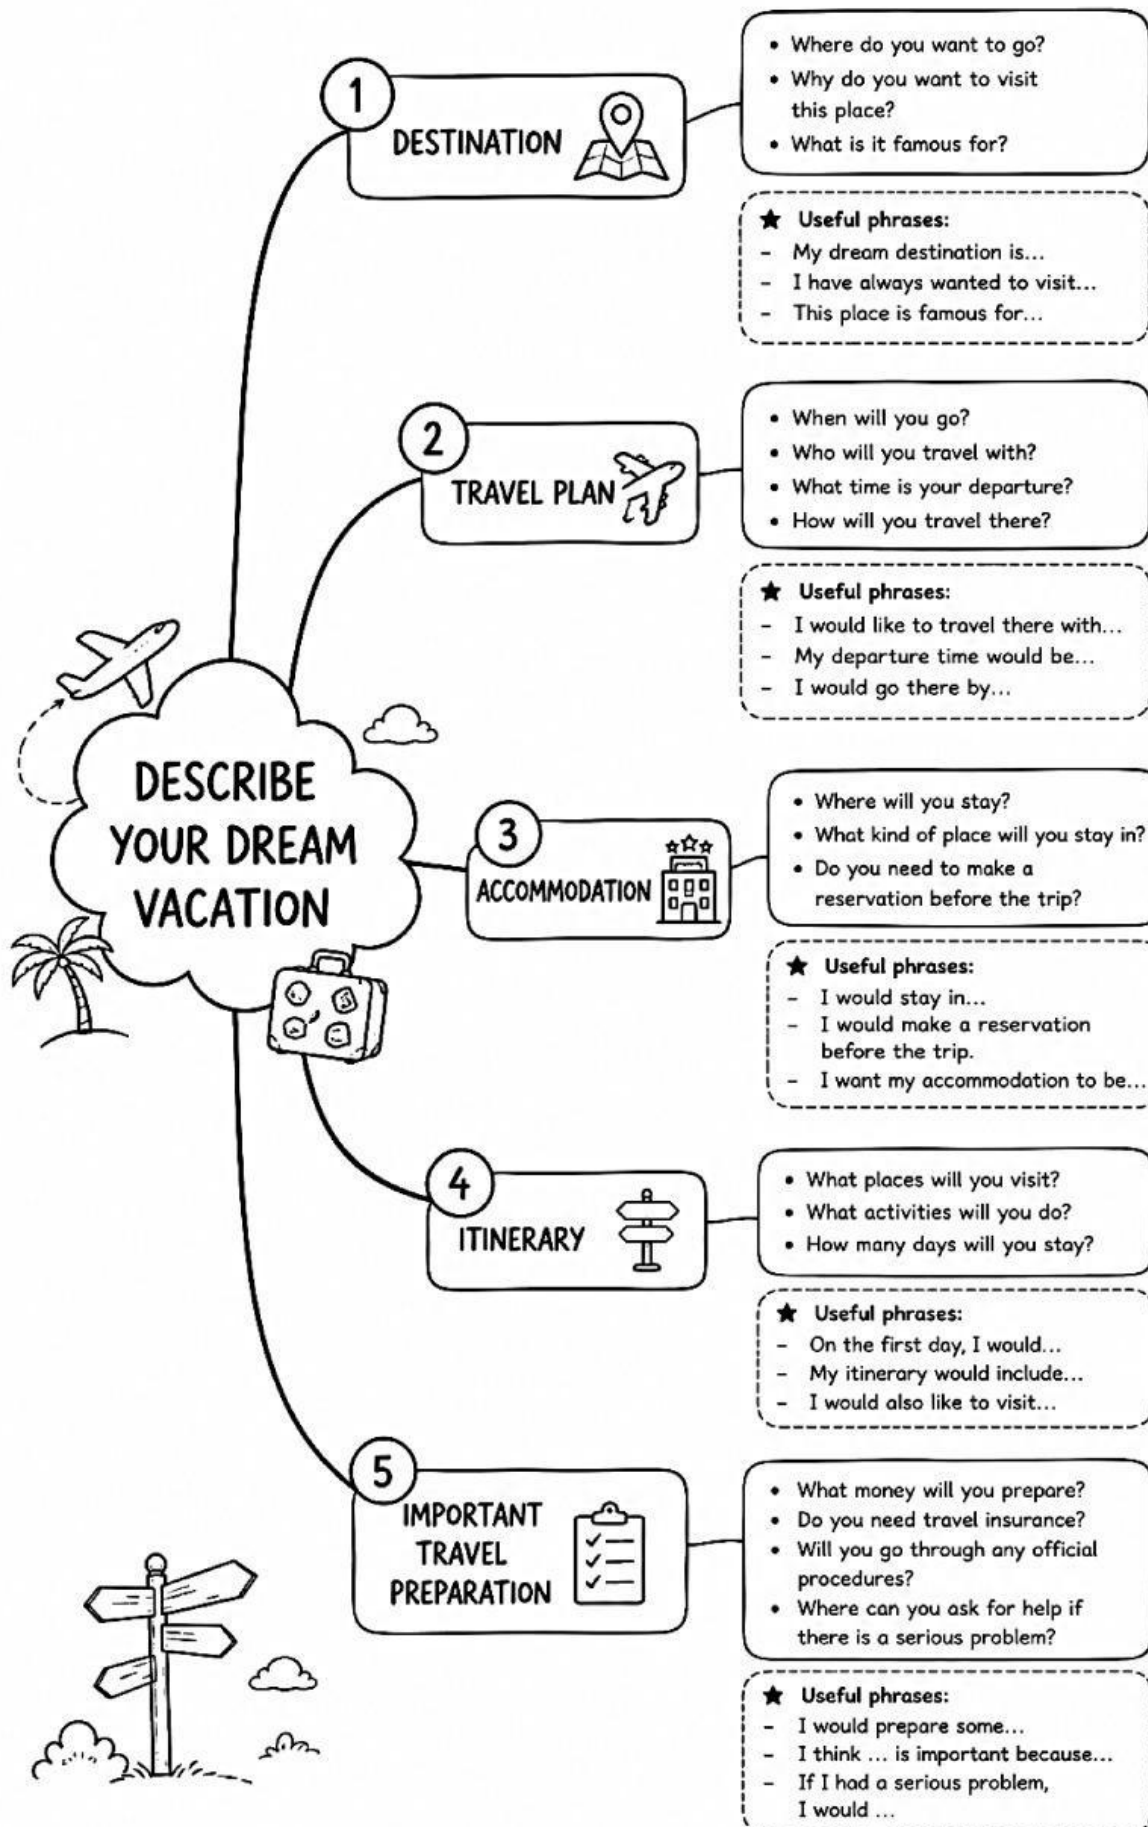 1
DESTINATION
• Where do you want to go?
• Why do you want to visit
this place?
• What is it famous for?
★ Useful phrases:
- My dream destination is...
- I have always wanted to visit...
- This place is famous for...
2
TRAVEL PLAN
• When will you go?
• Who will you travel with?
• What time is your departure?
• How will you travel there?
★ Useful phrases:
- I would like to travel there with...
- My departure time would be...
- I would go there by...
DESCRIBE
YOUR DREAM
VACATION
3
ACCOMMODATION
• Where will you stay?
• What kind of place will you stay in?
• Do you need to make a
reservation before the trip?
★ Useful phrases:
- I would stay in...
- I would make a reservation
before the trip.
- I want my accommodation to be...
4
ITINERARY
• What places will you visit?
• What activities will you do?
• How many days will you stay?
★ Useful phrases:
- On the first day, I would...
- My itinerary would include...
- I would also like to visit...
5
IMPORTANT
TRAVEL
PREPARATION
• What money will you prepare?
• Do you need travel insurance?
• Will you go through any official
procedures?
• Where can you ask for help if
there is a serious problem?
★ Useful phrases:
- I would prepare some...
- I think ... is important because...
- If I had a serious problem,
I would ...